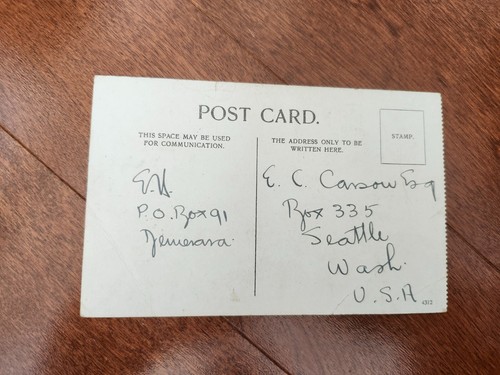 POST CARD.
THIS SPACE MAY BE USED
FOR COMMUNICATION.
THE ADDRESS ONLY TO BE
WRITTEN HERE.
STAMP.
E.H.
P.O. Box 91
Demerara
E. C. Carsow Esq
Box 335
Seattle
Wash.
U.S.A
4312